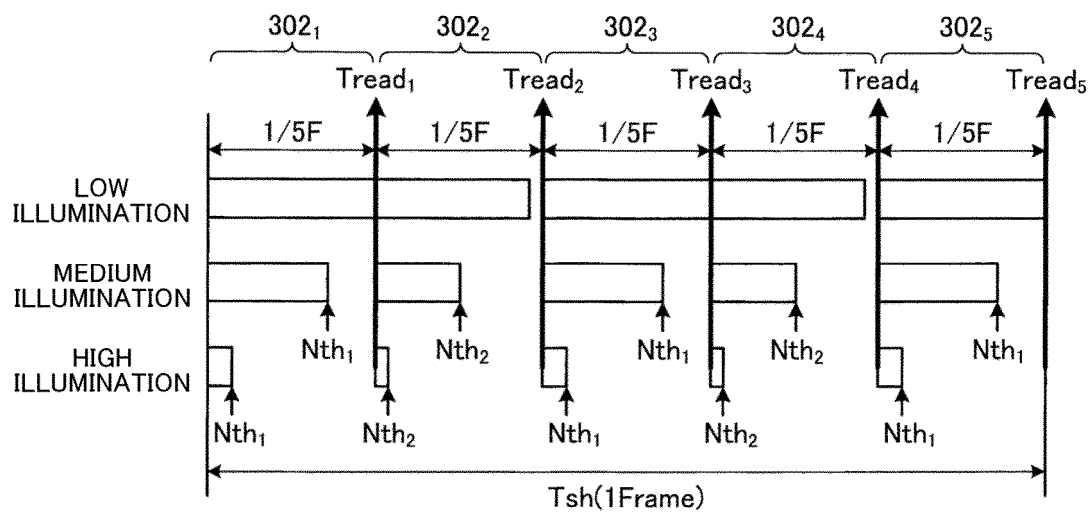 302₁ 302₂ 302₃ 302₄ 302₅
Tread₁ Tread₂ Tread₃ Tread₄ Tread₅
1/5F 1/5F 1/5F 1/5F 1/5F
LOW
ILLUMINATION
MEDIUM
ILLUMINATION
Nth₁ Nth₂ Nth₁ Nth₂ Nth₁
HIGH
ILLUMINATION
Nth₁ Nth₂ Nth₁ Nth₂ Nth₁
Tsh(1Frame)